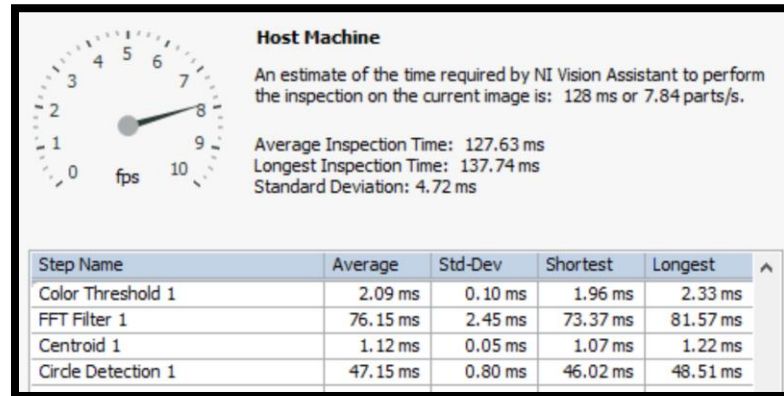 Host Machine
An estimate of the time required by NI Vision Assistant to perform
the inspection on the current image is: 128 ms or 7.84 parts/s.
Average Inspection Time: 127.63 ms
Longest Inspection Time: 137.74 ms
Standard Deviation: 4.72 ms
0 1 2 3 4 5 6 7 8 9 10
fps
Step Name Average Std-Dev Shortest Longest
Color Threshold 1 2.09 ms 0.10 ms 1.96 ms 2.33 ms
FFT Filter 1 76.15 ms 2.45 ms 73.37 ms 81.57 ms
Centroid 1 1.12 ms 0.05 ms 1.07 ms 1.22 ms
Circle Detection 1 47.15 ms 0.80 ms 46.02 ms 48.51 ms